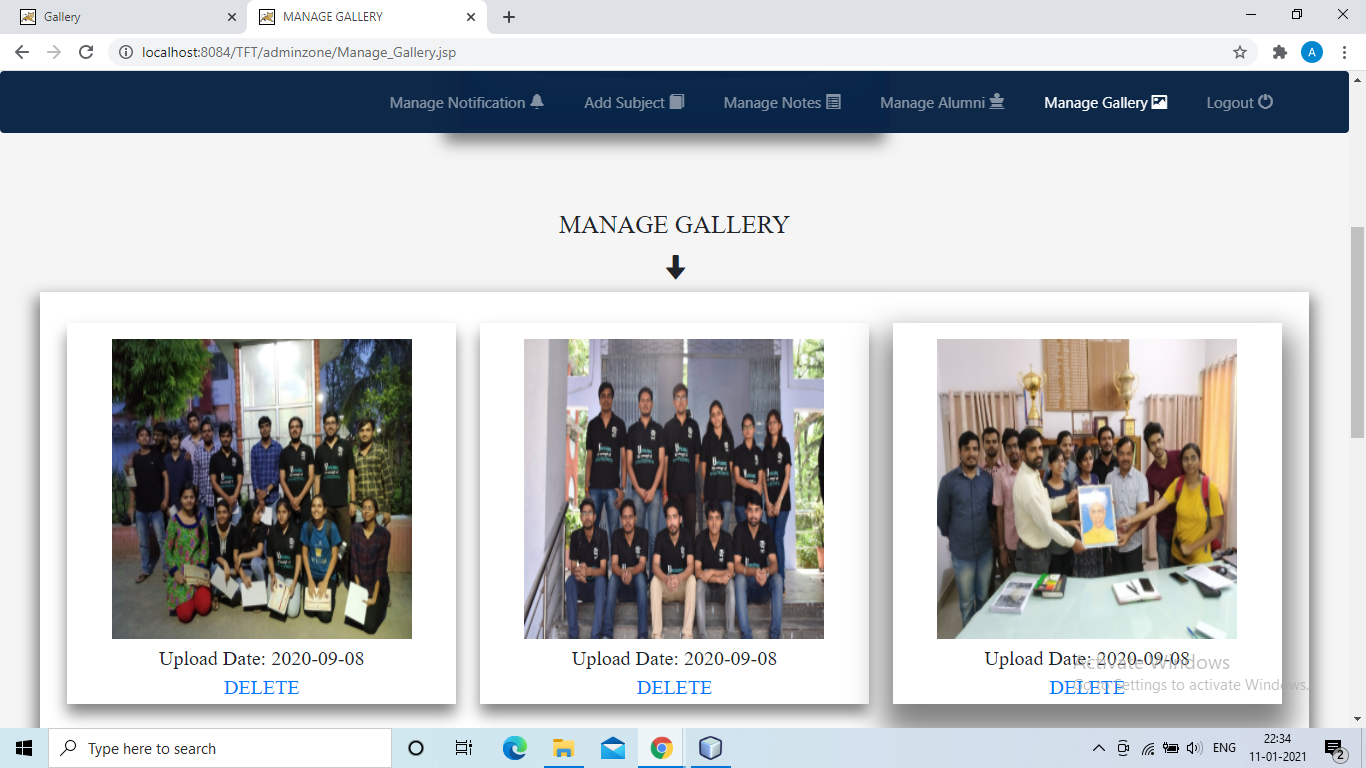 Gallery
MANAGE GALLERY
localhost:8084/TFT/adminzone/Manage_Gallery.jsp
A
Manage Notification
Add Subject
Manage Notes
Manage Alumni
Manage Gallery
Logout
MANAGE GALLERY
Upload Date: 2020-09-08
DELETE
Upload Date: 2020-09-08
DELETE
Upload Date: 2020-09-08
DELETE
Activate Windows
Go to Settings to activate Windows.
Type here to search
ENG
22:34
11-01-2021
2